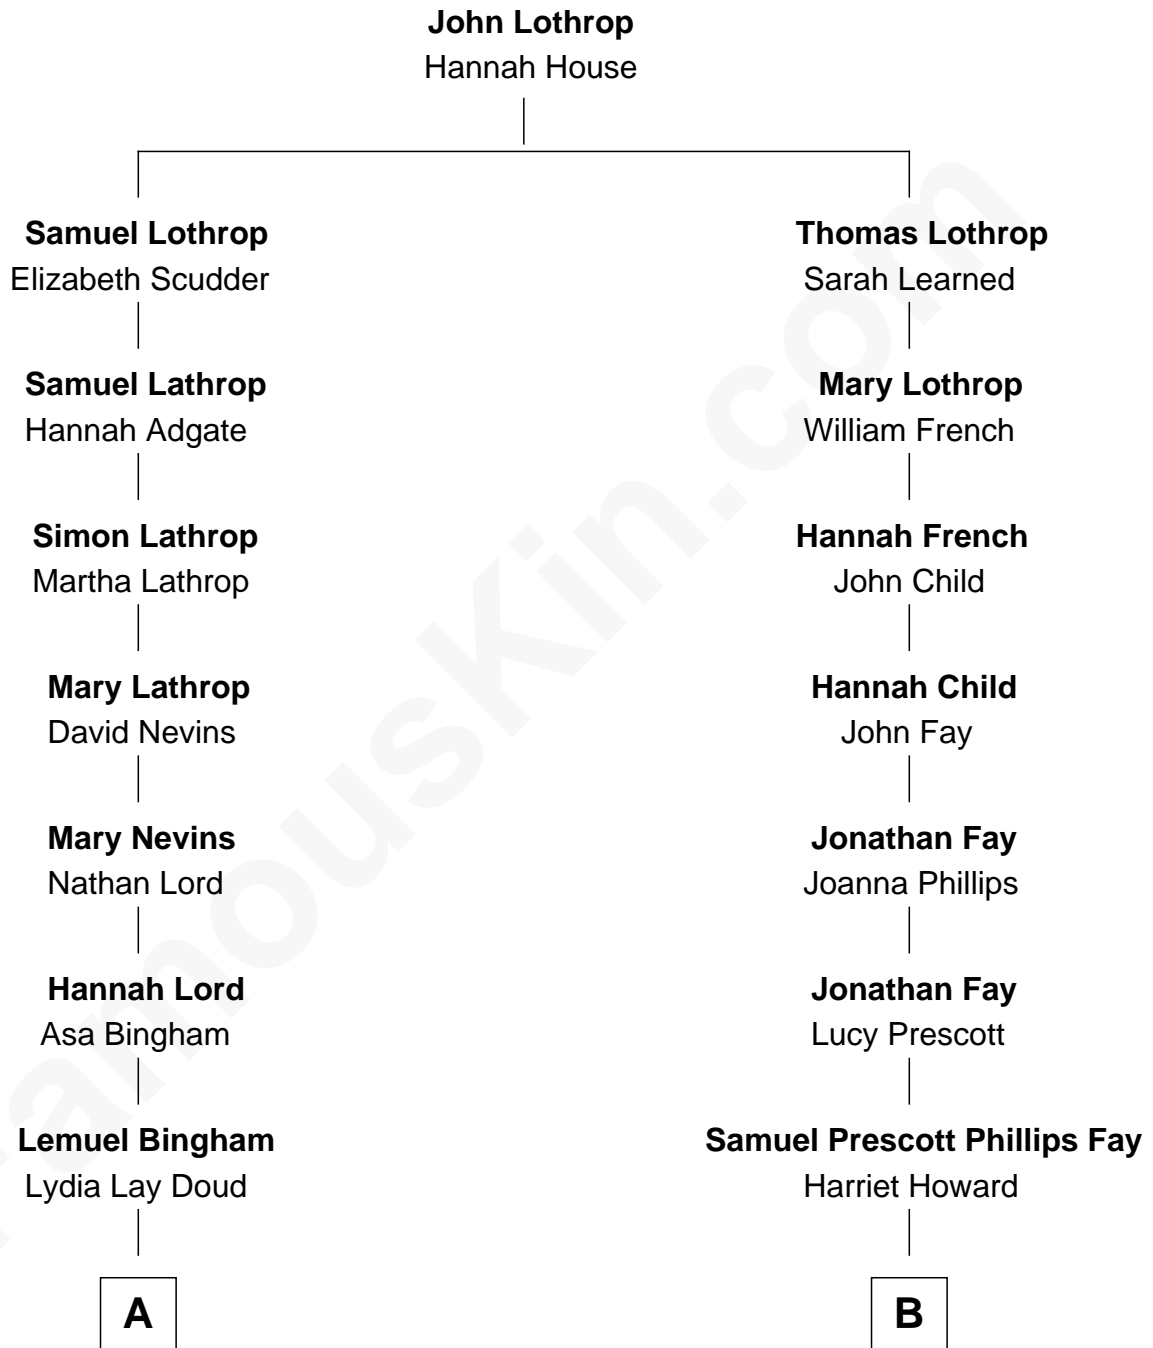 John Lothrop
Hannah House
Samuel Lothrop
Elizabeth Scudder
Thomas Lothrop
Sarah Learned
Samuel Lathrop
Hannah Adgate
Mary Lothrop
William French
Simon Lathrop
Martha Lathrop
Hannah French
John Child
Mary Lathrop
David Nevins
Hannah Child
John Fay
Mary Nevins
Nathan Lord
Jonathan Fay
Joanna Phillips
Hannah Lord
Asa Bingham
Jonathan Fay
Lucy Prescott
Lemuel Bingham
Lydia Lay Doud
Samuel Prescott Phillips Fay
Harriet Howard
A
B
FamousKin.com